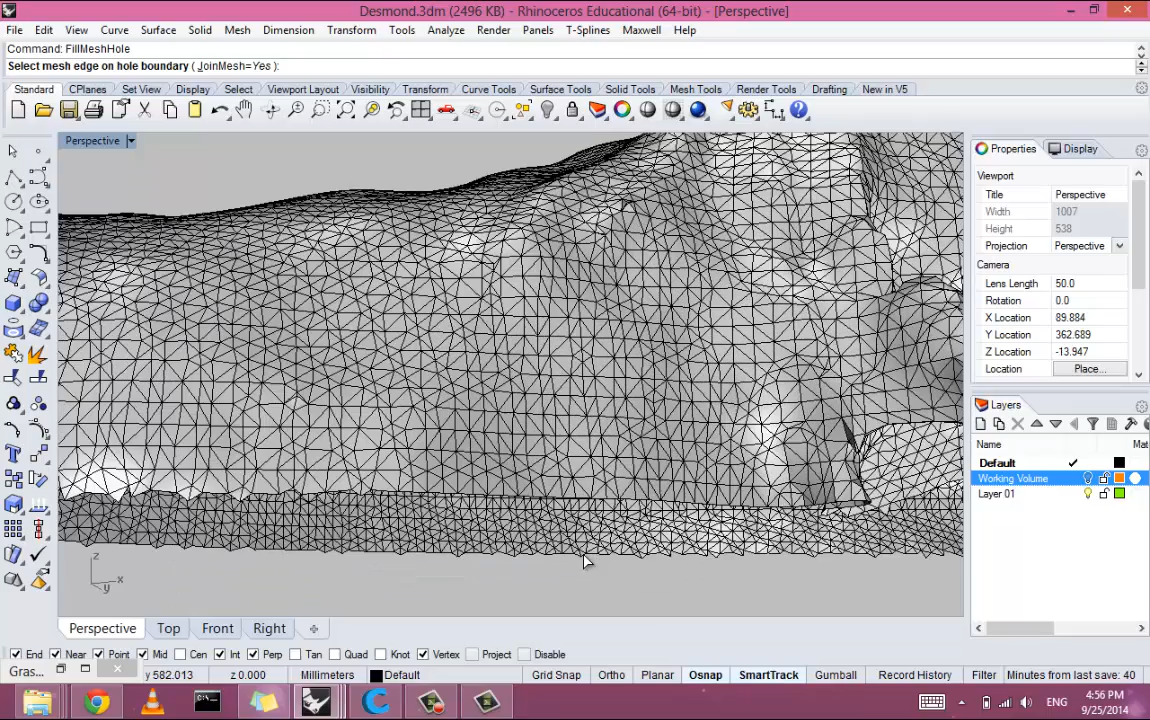 Desmond.3dm (2496 KB) - Rhinoceros Educational (64-bit) - [Perspective]
File Edit View Curve Surface Solid Mesh Dimension Transform Tools Analyze Render Panels T-Splines Maxwell Help
Command: FillMeshHole
Select mesh edge on hole boundary ( JoinMesh=Yes ):
Standard CPlanes Set View Display Select Viewport Layout Visibility Transform Curve Tools Surface Tools Solid Tools Mesh Tools Render Tools Drafting New in V5
Perspective
Properties Display
Viewport
Title Perspective
Width 1007
Height 538
Projection Perspective
Camera
Lens Length 50.0
Rotation 0.0
X Location 89.884
Y Location 362.689
Z Location -13.947
Location Place...
Layers
Name Mat
Default
Working Volume
Layer 01
z
x
y
Perspective Top Front Right
End Near Point Mid Cen Int Perp Tan Quad Knot Vertex Project Disable
Gras... y 582.013 z 0.000 Millimeters Default Grid Snap Ortho Planar Osnap SmartTrack Gumball Record History Filter Minutes from last save: 40
ENG
4:56 PM
9/25/2014